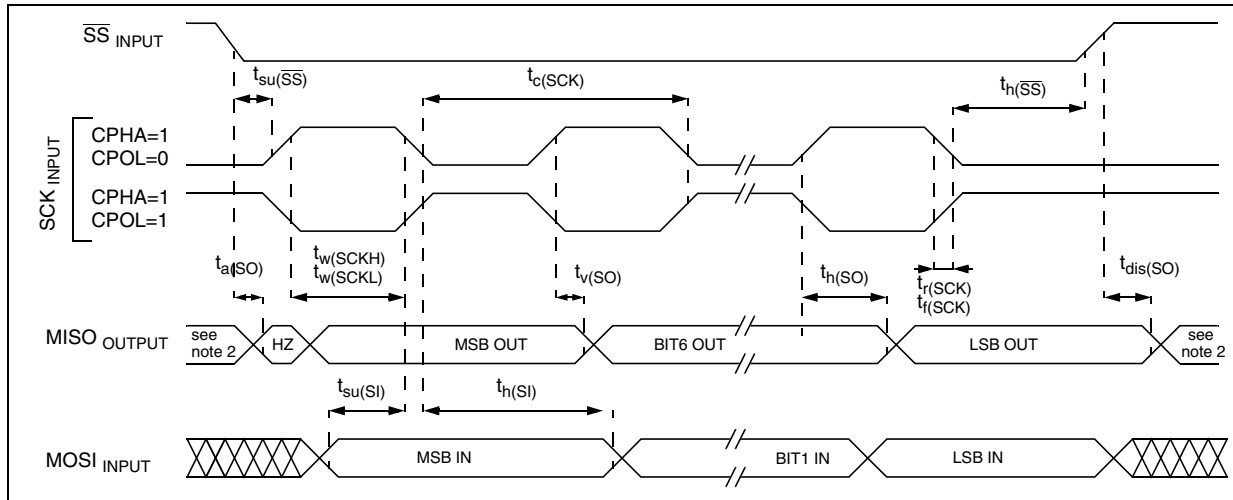 SS INPUT
tsu(SS)
tc(SCK)
th(SS)
SCK INPUT
CPHA=1
CPOL=0
CPHA=1
CPOL=1
ta(SO)
tw(SCKH)
tw(SCKL)
tv(SO)
th(SO)
tr(SCK)
tf(SCK)
tdis(SO)
MISO OUTPUT
see
note 2
HZ
MSB OUT
BIT6 OUT
LSB OUT
see
note 2
tsu(SI)
th(SI)
MOSI INPUT
MSB IN
BIT1 IN
LSB IN